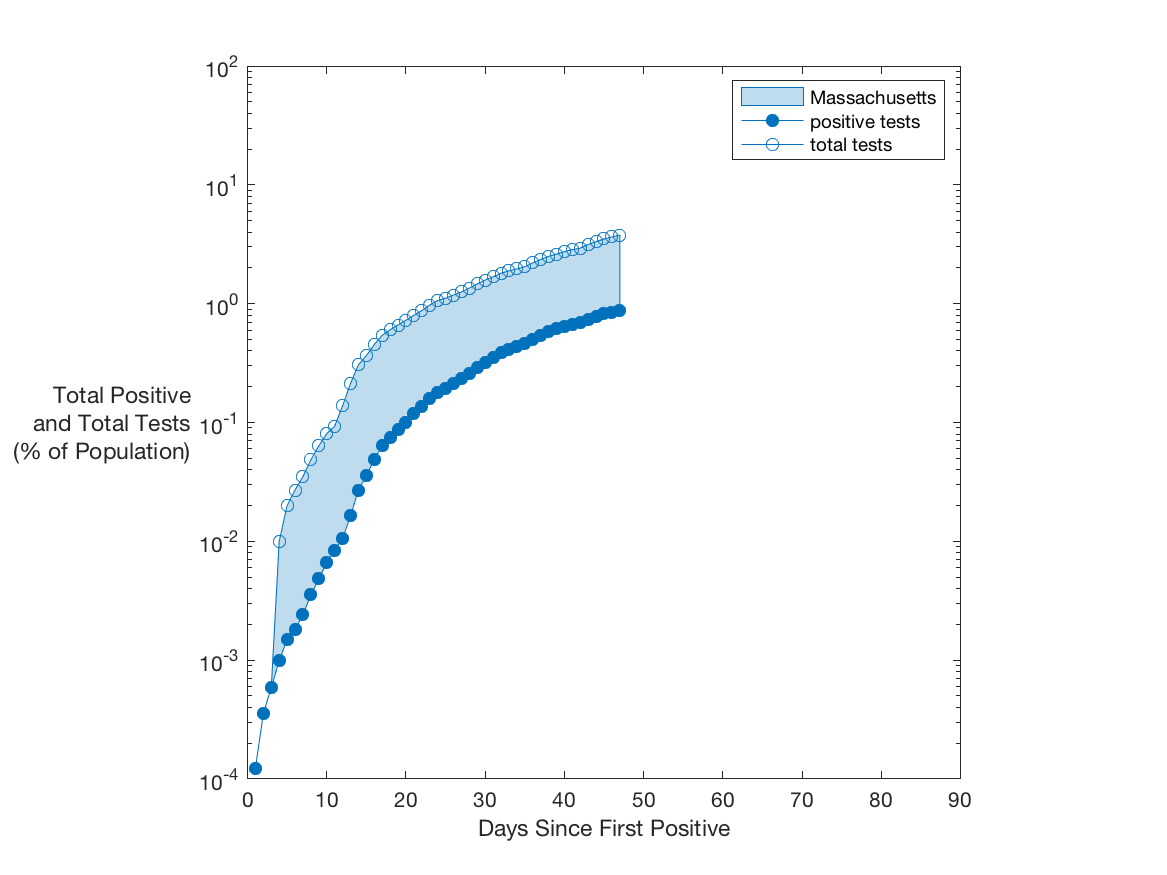 10^2
10^1
10^0
10^-1
10^-2
10^-3
10^-4
Total Positive
and Total Tests
(% of Population)
Massachusetts
positive tests
total tests
0 10 20 30 40 50 60 70 80 90
Days Since First Positive